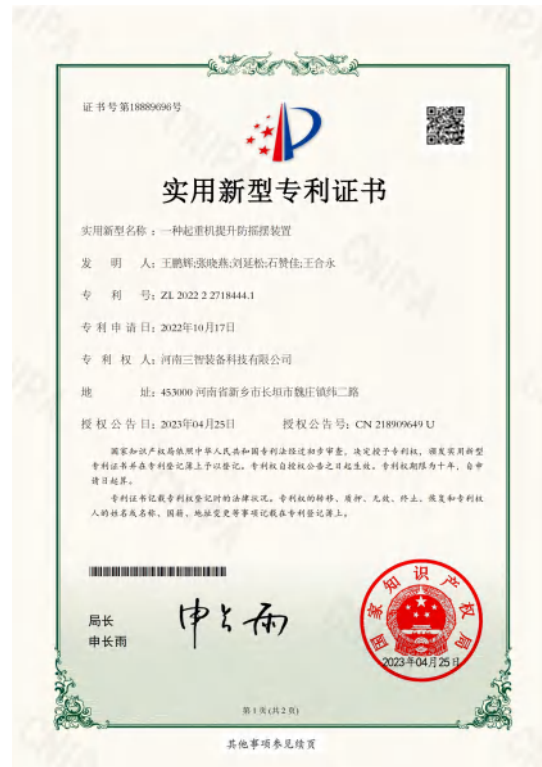 证书号第18889696号
实用新型专利证书
实用新型名称：一种起重机提升防摇摆装置
发明人：王鹏辉;张晓燕;刘延松;石赞佳;王合永
专利号：ZL 2022 2 2718444.1
专利申请日：2022年10月17日
专利权人：河南三智装备科技有限公司
地址：453000 河南省新乡市长垣市魏庄镇纬二路
授权公告日：2023年04月25日 授权公告号：CN 218909649 U
国家知识产权局依照中华人民共和国专利法经过初步审查，决定授予专利权，颁发实用新型
专利证书并在专利登记簿上予以登记。专利权自授权公告之日起生效。专利权期限为十年，自申
请日起算。
专利证书记载专利权登记时的法律状况。专利权的转移、质押、无效、终止、恢复和专利权
人的姓名或名称、国籍、地址变更等事项记载在专利登记簿上。
局长
申长雨
申长雨
国家知识产权局
2023年04月25日
第 1 页 (共 2 页)
其他事项参见续页
CNIPA